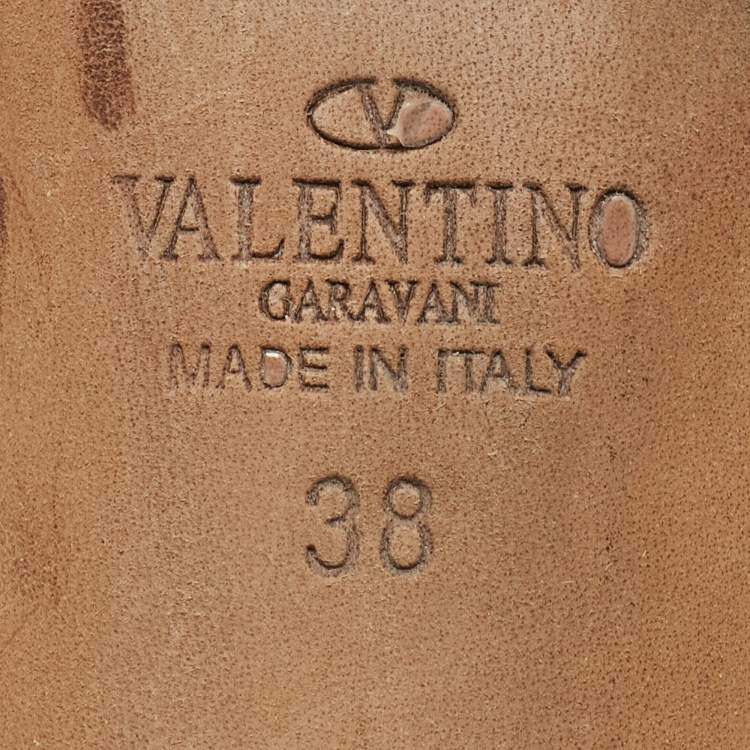 V
VALENTINO
GARAVANI
MADE IN ITALY
38